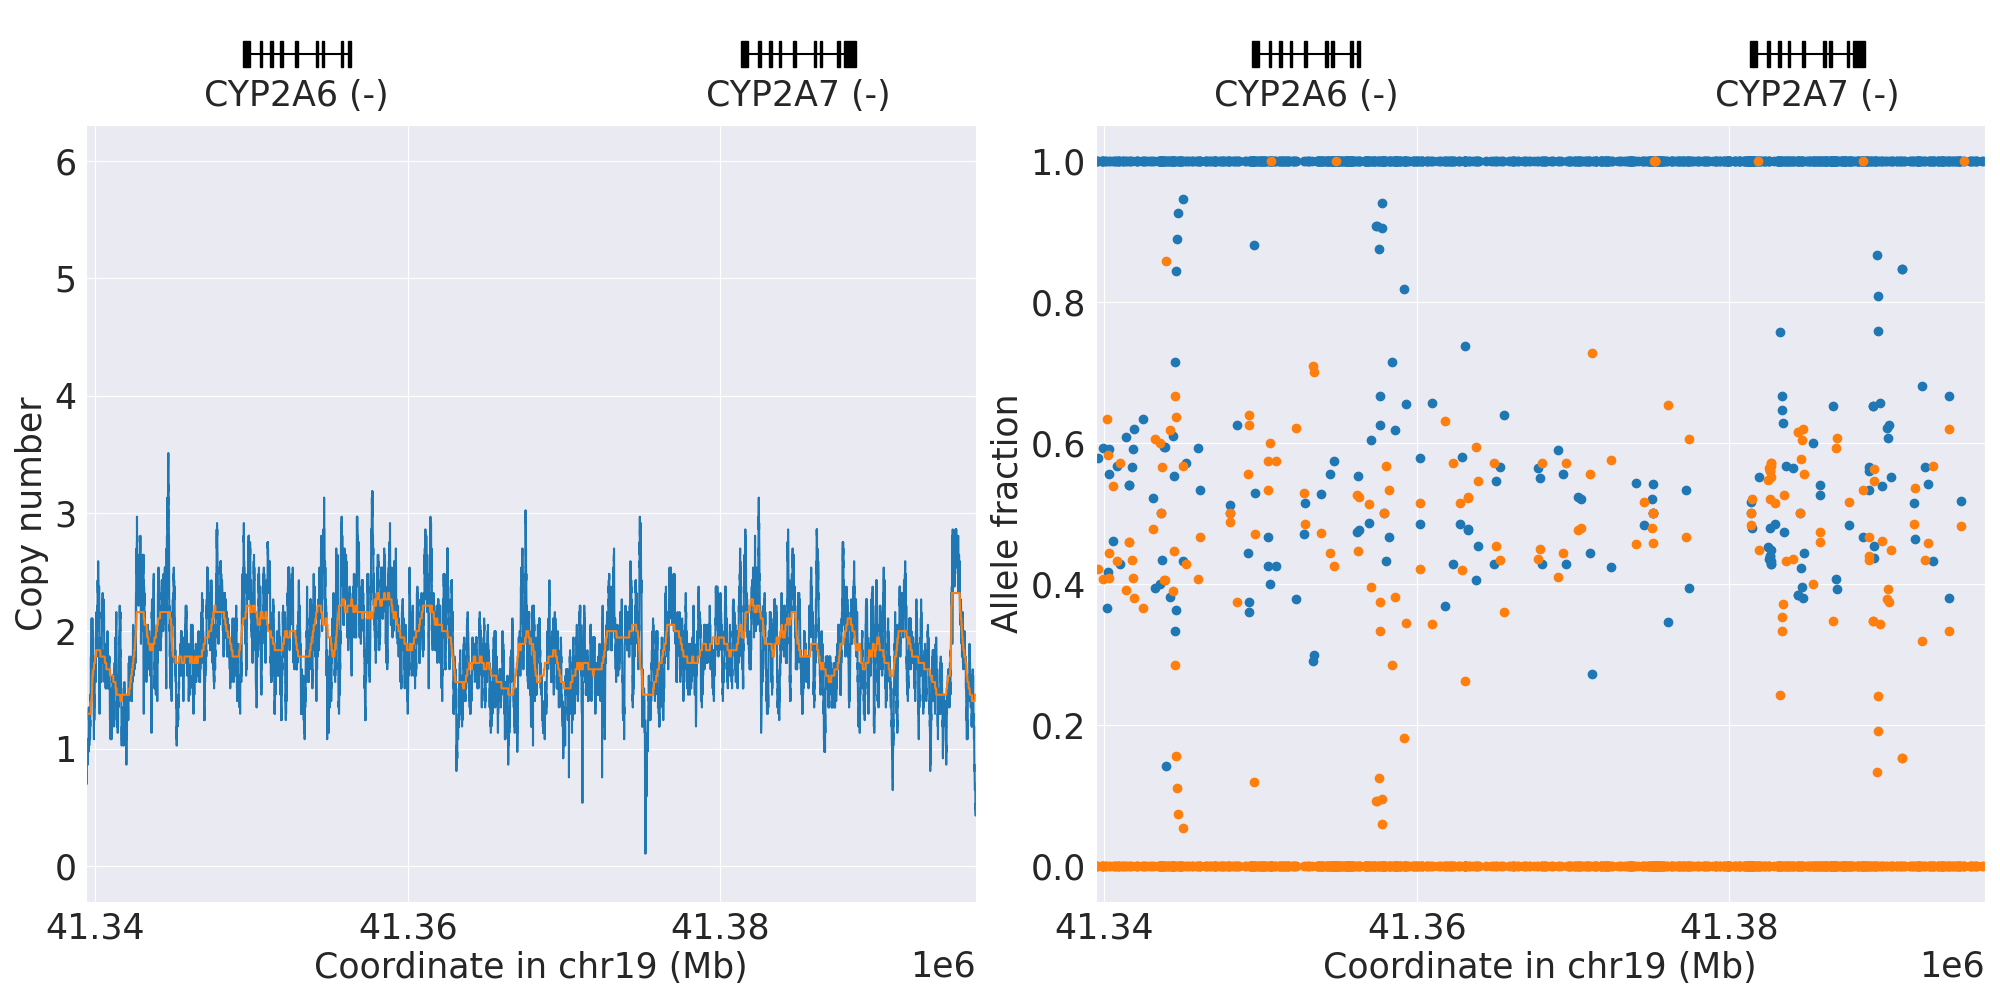 CYP2A6 (-)
CYP2A7 (-)
CYP2A6 (-)
CYP2A7 (-)
Copy number
6
5
4
3
2
1
0
41.34
41.36
41.38
Coordinate in chr19 (Mb)
1e6
Allele fraction
1.0
0.8
0.6
0.4
0.2
0.0
41.34
41.36
41.38
Coordinate in chr19 (Mb)
1e6